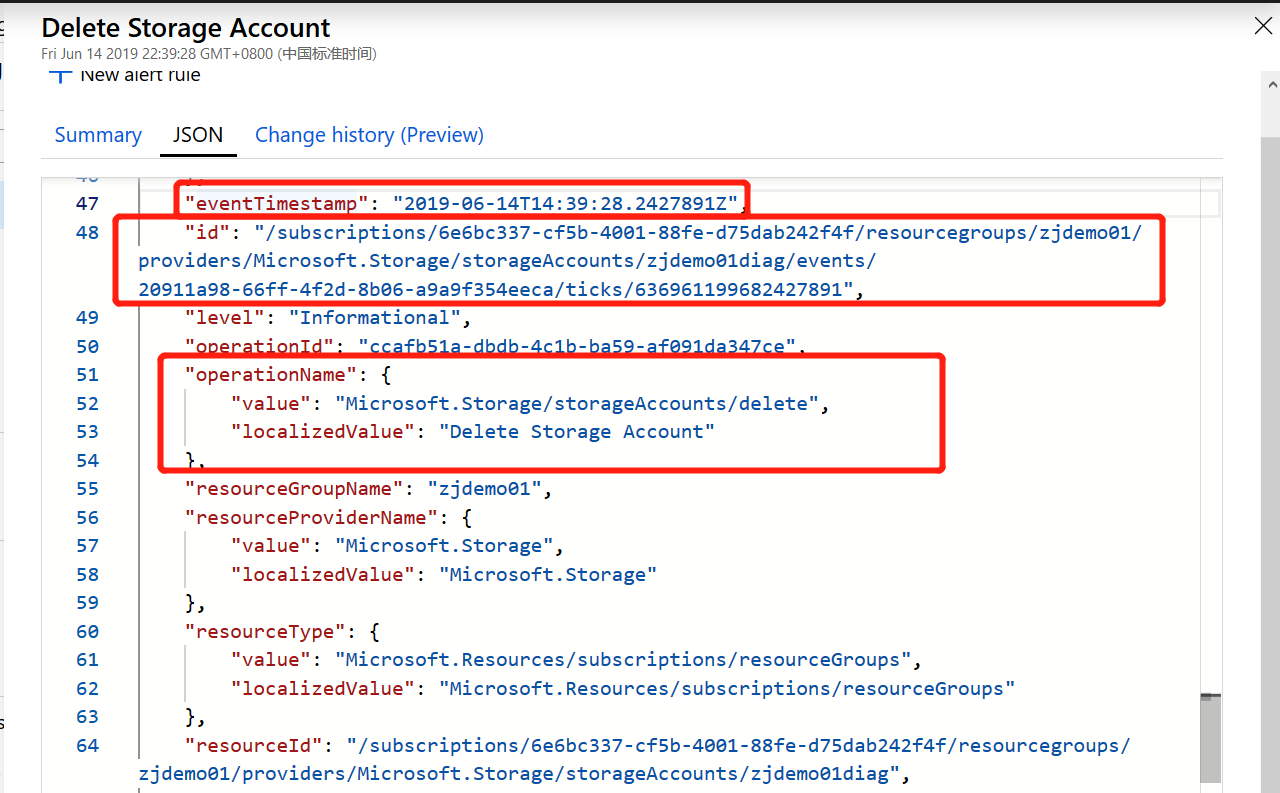 Delete Storage Account
Fri Jun 14 2019 22:39:28 GMT+0800 (中国标准时间)
New alert rule
Summary JSON Change history (Preview)
47 "eventTimestamp": "2019-06-14T14:39:28.2427891Z",
48 "id": "/subscriptions/6e6bc337-cf5b-4001-88fe-d75dab242f4f/resourcegroups/zjdemo01/
providers/Microsoft.Storage/storageAccounts/zjdemo01diag/events/
20911a98-66ff-4f2d-8b06-a9a9f354eeca/ticks/636961199682427891",
49 "level": "Informational",
50 "operationId": "ccafb51a-dbdb-4c1b-ba59-af091da347ce",
51 "operationName": {
52 "value": "Microsoft.Storage/storageAccounts/delete",
53 "localizedValue": "Delete Storage Account"
54 },
55 "resourceGroupName": "zjdemo01",
56 "resourceProviderName": {
57 "value": "Microsoft.Storage",
58 "localizedValue": "Microsoft.Storage"
59 },
60 "resourceType": {
61 "value": "Microsoft.Resources/subscriptions/resourceGroups",
62 "localizedValue": "Microsoft.Resources/subscriptions/resourceGroups"
63 },
64 "resourceId": "/subscriptions/6e6bc337-cf5b-4001-88fe-d75dab242f4f/resourcegroups/
zjdemo01/providers/Microsoft.Storage/storageAccounts/zjdemo01diag",